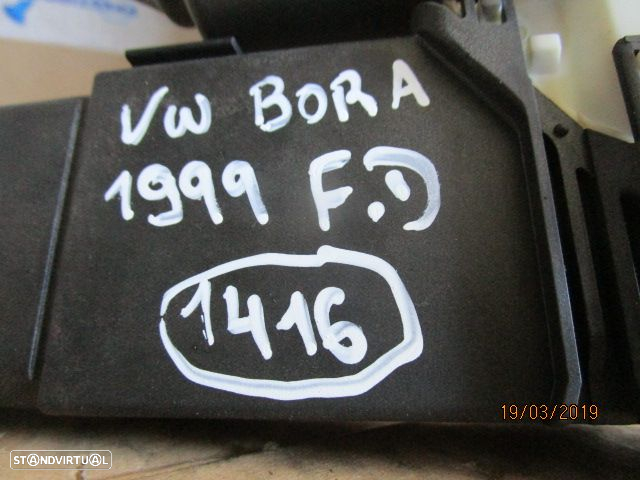 VW BORA
1999 F.D
1416
19/03/2019
STANDVIRTUAL